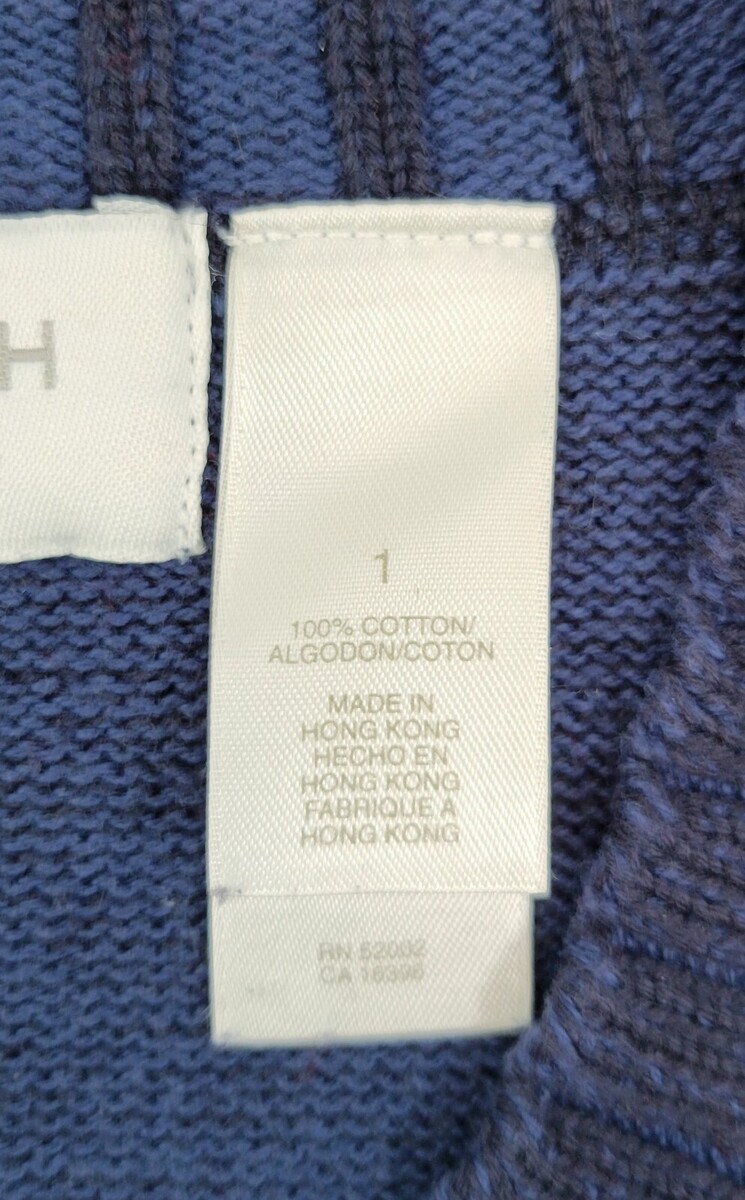 H
1
100% COTTON/
ALGODON/COTON
MADE IN
HONG KONG
HECHO EN
HONG KONG
FABRIQUE A
HONG KONG
RN 52002
CA 18396